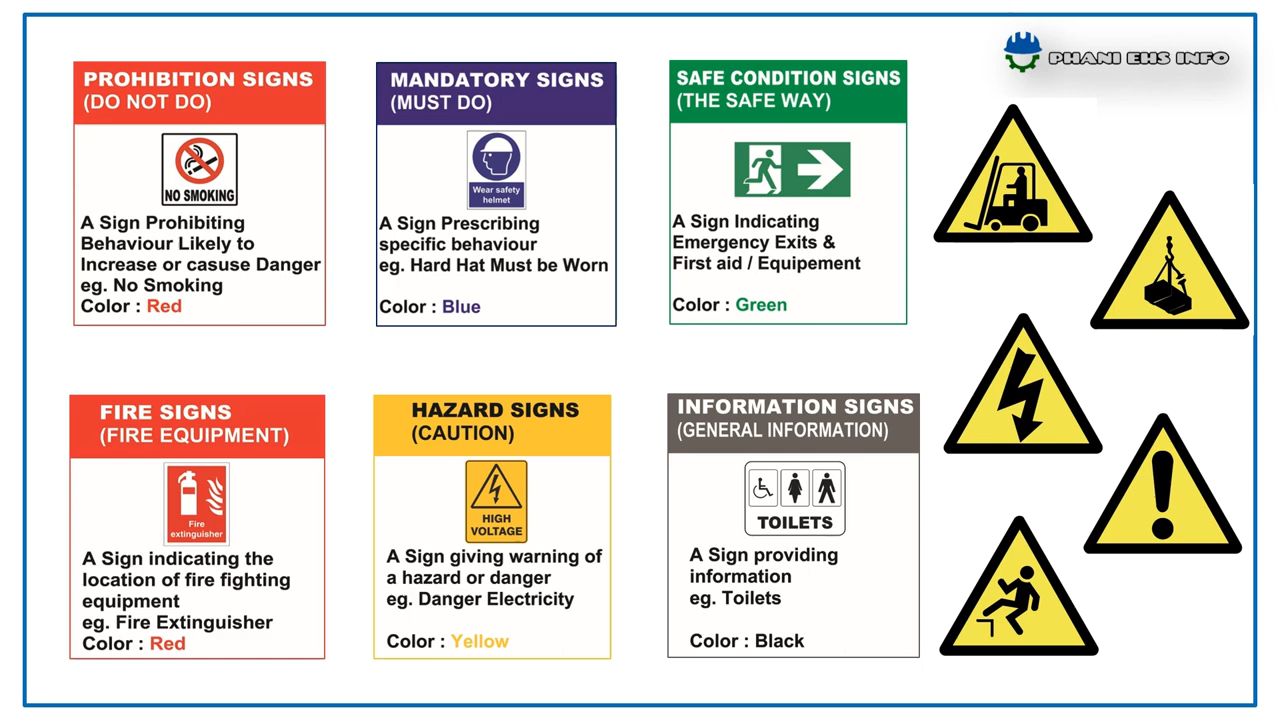 PHANI EHS INFO
PROHIBITION SIGNS
(DO NOT DO)
NO SMOKING
A Sign Prohibiting
Behaviour Likely to
Increase or casuse Danger
eg. No Smoking
Color : Red
MANDATORY SIGNS
(MUST DO)
Wear safety
helmet
A Sign Prescribing
specific behaviour
eg. Hard Hat Must be Worn
Color : Blue
SAFE CONDITION SIGNS
(THE SAFE WAY)
A Sign Indicating
Emergency Exits &
First aid / Equipement
Color : Green
FIRE SIGNS
(FIRE EQUIPMENT)
Fire
extinguisher
A Sign indicating the
location of fire fighting
equipment
eg. Fire Extinguisher
Color : Red
HAZARD SIGNS
(CAUTION)
HIGH
VOLTAGE
A Sign giving warning of
a hazard or danger
eg. Danger Electricity
Color : Yellow
INFORMATION SIGNS
(GENERAL INFORMATION)
TOILETS
A Sign providing
information
eg. Toilets
Color : Black